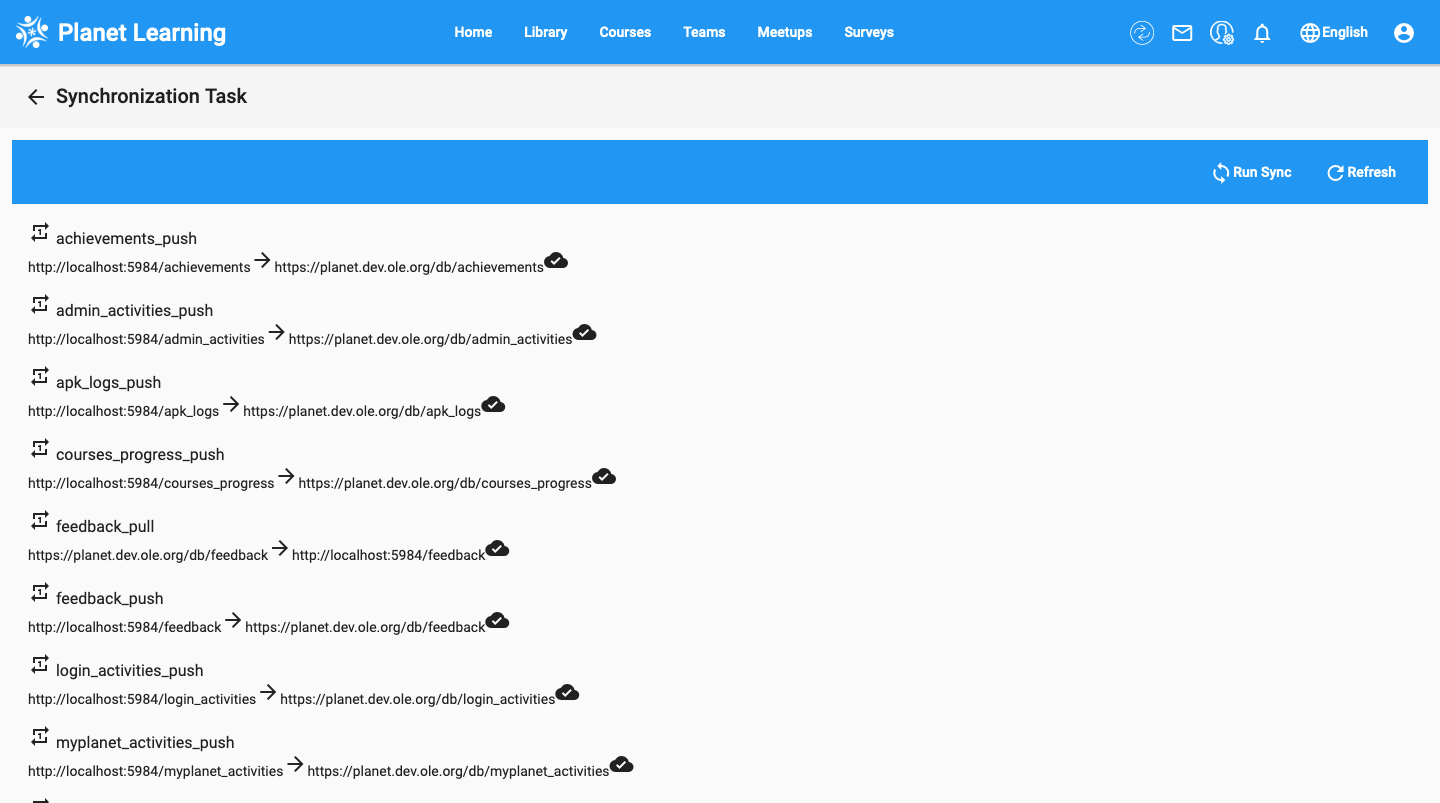 Planet Learning
Home Library Courses Teams Meetups Surveys English
Synchronization Task
Run Sync Refresh
achievements_push
http://localhost:5984/achievements https://planet.dev.ole.org/db/achievements
admin_activities_push
http://localhost:5984/admin_activities https://planet.dev.ole.org/db/admin_activities
apk_logs_push
http://localhost:5984/apk_logs https://planet.dev.ole.org/db/apk_logs
courses_progress_push
http://localhost:5984/courses_progress https://planet.dev.ole.org/db/courses_progress
feedback_pull
https://planet.dev.ole.org/db/feedback http://localhost:5984/feedback
feedback_push
http://localhost:5984/feedback https://planet.dev.ole.org/db/feedback
login_activities_push
http://localhost:5984/login_activities https://planet.dev.ole.org/db/login_activities
myplanet_activities_push
http://localhost:5984/myplanet_activities https://planet.dev.ole.org/db/myplanet_activities